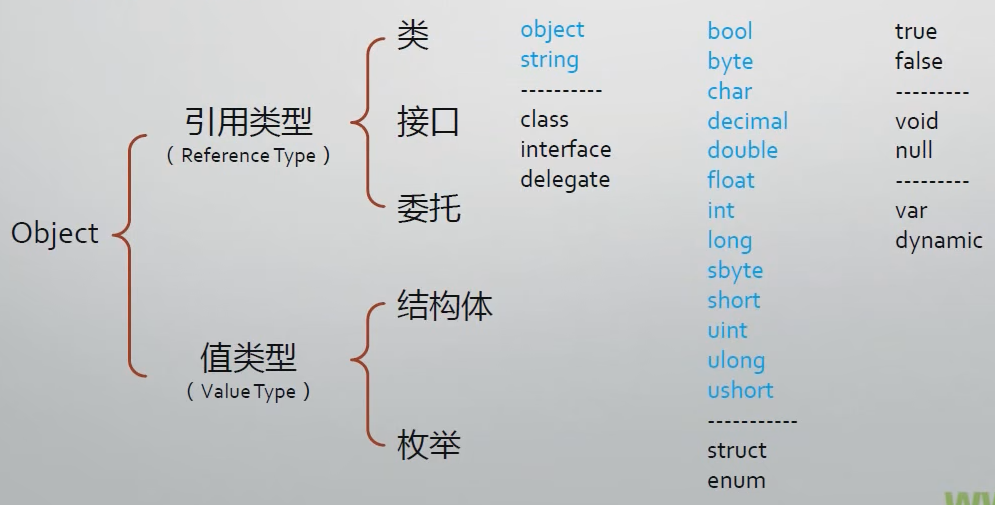 Object
引用类型
( Reference Type )
类
接口
委托
值类型
( Value Type )
结构体
枚举
object
string
----------
class
interface
delegate
bool
byte
char
decimal
double
float
int
long
sbyte
short
uint
ulong
ushort
-----------
struct
enum
true
false
---------
void
null
---------
var
dynamic